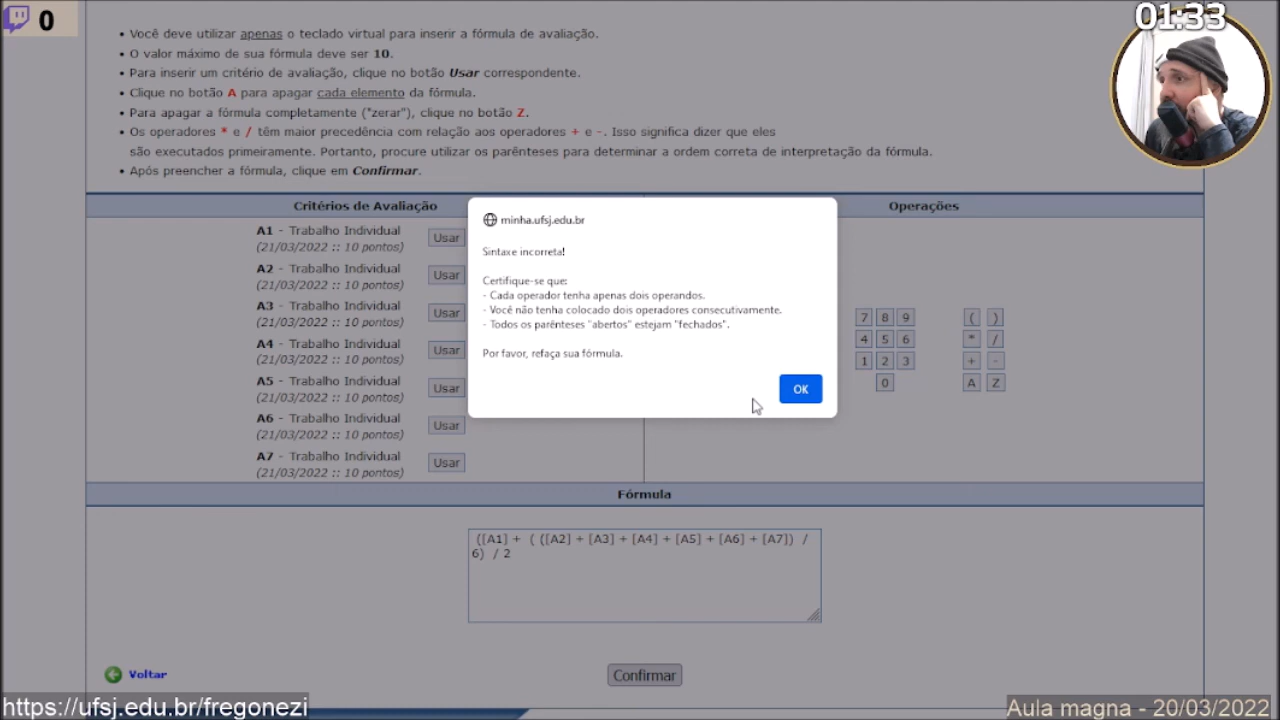 0
01:33
• Você deve utilizar apenas o teclado virtual para inserir a fórmula de avaliação.
• O valor máximo de sua fórmula deve ser 10.
• Para inserir um critério de avaliação, clique no botão Usar correspondente.
• Clique no botão A para apagar cada elemento da fórmula.
• Para apagar a fórmula completamente ("zerar"), clique no botão Z.
• Os operadores * e / têm maior precedência com relação aos operadores + e -. Isso significa dizer que eles
são executados primeiramente. Portanto, procure utilizar os parênteses para determinar a ordem correta de interpretação da fórmula.
• Após preencher a fórmula, clique em Confirmar.
Critérios de Avaliação
Operações
A1 - Trabalho Individual
(21/03/2022 :: 10 pontos)
Usar
A2 - Trabalho Individual
(21/03/2022 :: 10 pontos)
Usar
A3 - Trabalho Individual
(21/03/2022 :: 10 pontos)
Usar
A4 - Trabalho Individual
(21/03/2022 :: 10 pontos)
Usar
A5 - Trabalho Individual
(21/03/2022 :: 10 pontos)
Usar
A6 - Trabalho Individual
(21/03/2022 :: 10 pontos)
Usar
A7 - Trabalho Individual
(21/03/2022 :: 10 pontos)
Usar
minha.ufsj.edu.br
Sintaxe incorreta!
Certifique-se que:
- Cada operador tenha apenas dois operandos.
- Você não tenha colocado dois operadores consecutivamente.
- Todos os parênteses "abertos" estejam "fechados".
Por favor, refaça sua fórmula.
OK
7 8 9 ( )
4 5 6 * /
1 2 3 + -
0 A Z
Fórmula
([A1] + ( ([A2] + [A3] + [A4] + [A5] + [A6] + [A7]) /
6) / 2
Voltar
Confirmar
https://ufsj.edu.br/fregonezi
Aula magna - 20/03/2022